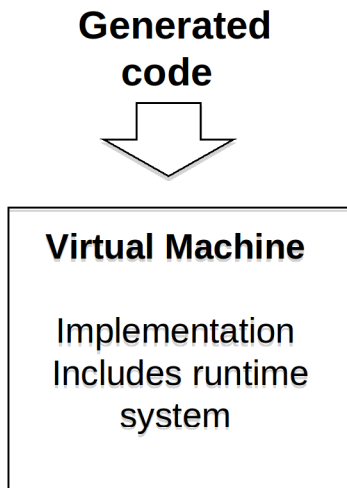 Generated
code
Virtual Machine
Implementation
Includes runtime
system